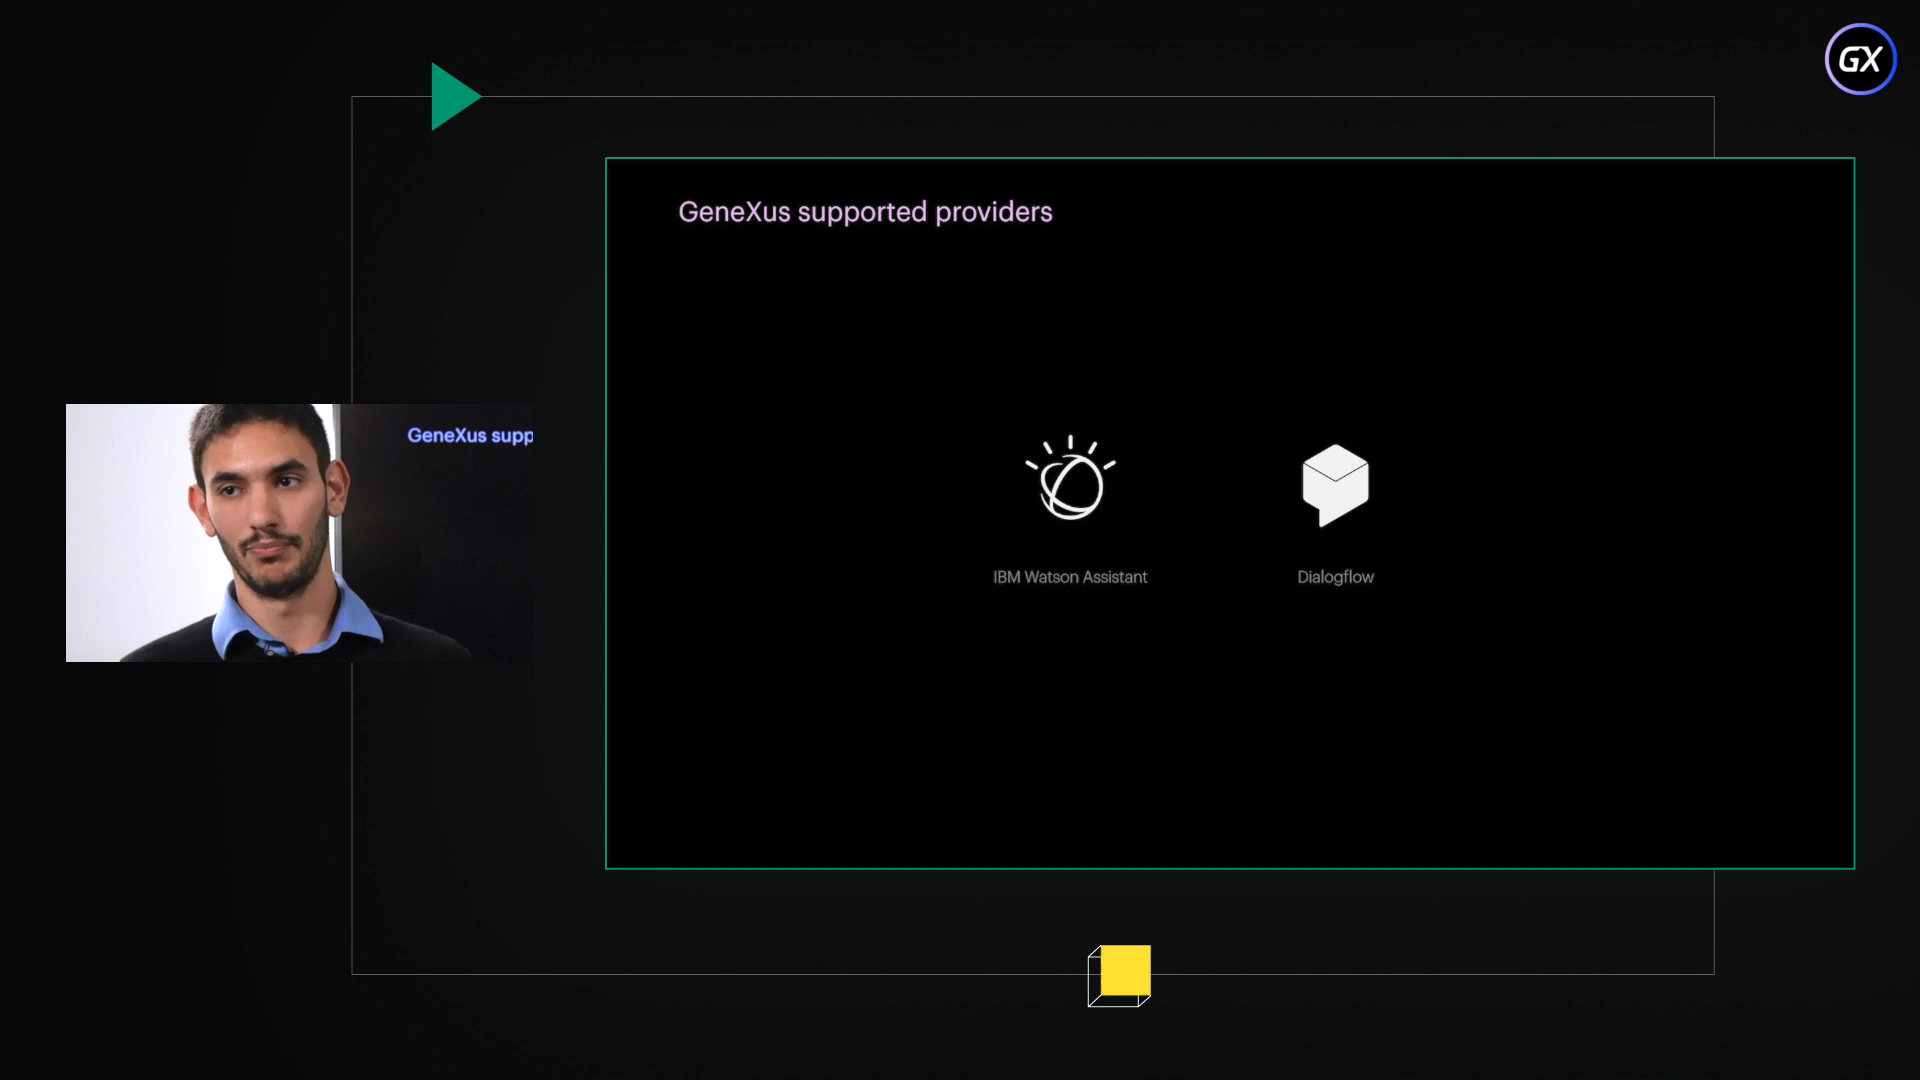 GX
GeneXus supported providers
GeneXus supp
IBM Watson Assistant
Dialogflow